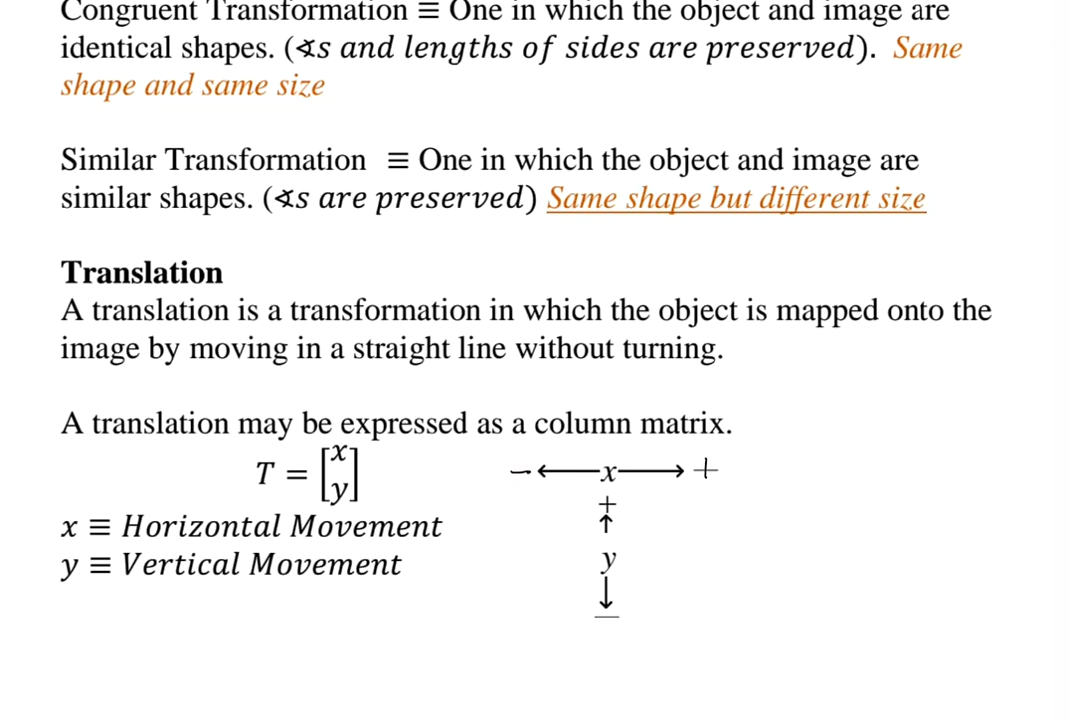 Congruent Transformation ≡ One in which the object and image are
identical shapes. (∢s and lengths of sides are preserved). Same
shape and same size
Similar Transformation ≡ One in which the object and image are
similar shapes. (∢s are preserved) Same shape but different size
Translation
A translation is a transformation in which the object is mapped onto the
image by moving in a straight line without turning.
A translation may be expressed as a column matrix.
T = [x y] − ← x → +
+
↑
x ≡ Horizontal Movement
y ≡ Vertical Movement y
↓
−